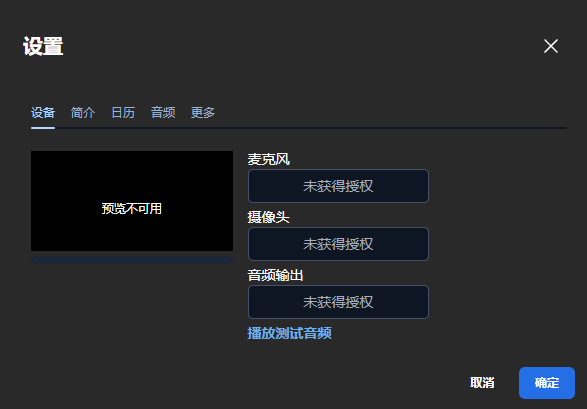 设置
设备 简介 日历 音频 更多
预览不可用
麦克风
未获得授权
摄像头
未获得授权
音频输出
未获得授权
播放测试音频
取消 确定